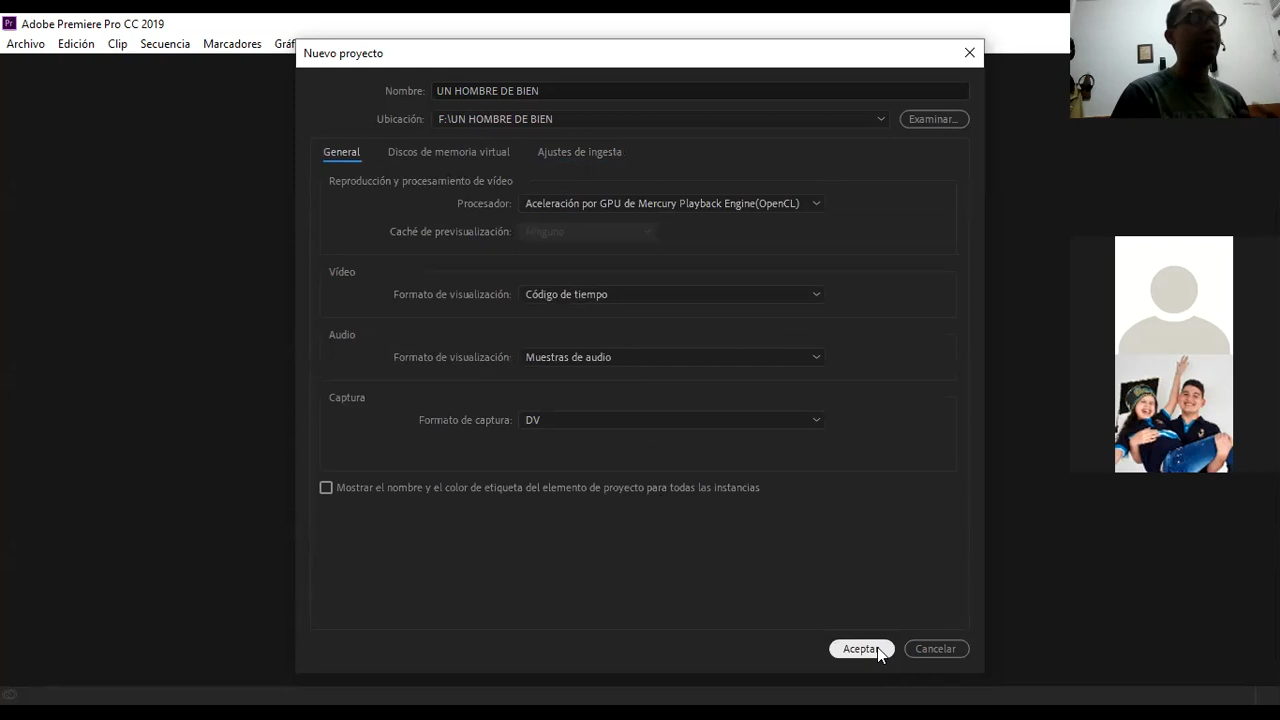 Adobe Premiere Pro CC 2019
Archivo Edición Clip Secuencia Marcadores Gráf
Nuevo proyecto
Nombre: UN HOMBRE DE BIEN
Ubicación: F:\UN HOMBRE DE BIEN Examinar...
General Discos de memoria virtual Ajustes de ingesta
Reproducción y procesamiento de vídeo
Procesador: Aceleración por GPU de Mercury Playback Engine(OpenCL)
Caché de previsualización: Ninguno
Vídeo
Formato de visualización: Código de tiempo
Audio
Formato de visualización: Muestras de audio
Captura
Formato de captura: DV
Mostrar el nombre y el color de etiqueta del elemento de proyecto para todas las instancias
Aceptar Cancelar